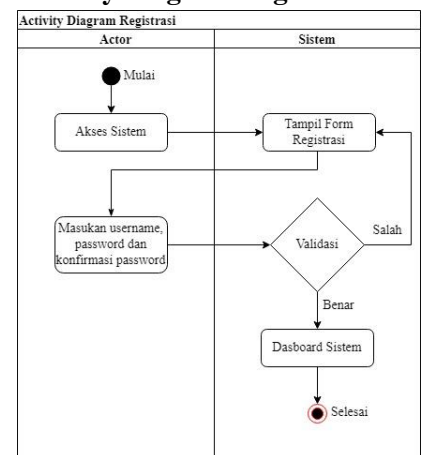 Activity Diagram Registrasi
Actor
Sistem
Mulai
Akses Sistem
Tampil Form
Registrasi
Masukan username,
password dan
konfirmasi password
Validasi
Salah
Benar
Dasboard Sistem
Selesai